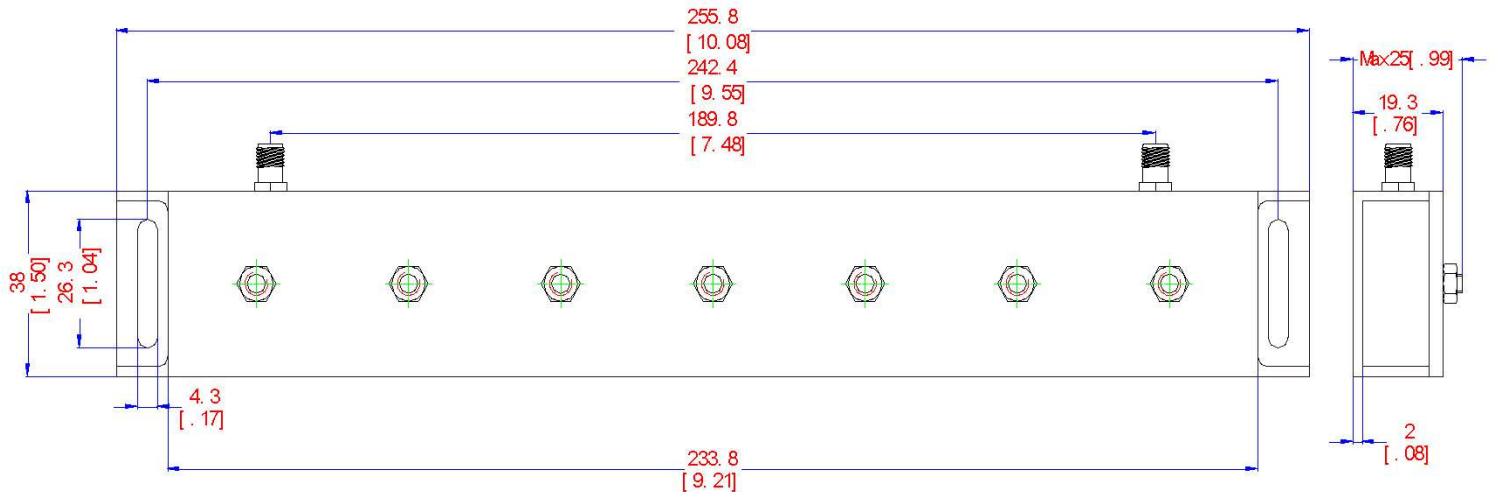 255. 8
[ 10. 08]
242. 4
[ 9. 55]
189. 8
[ 7. 48]
Max25[ . 99]
19. 3
[ . 76]
38
[ 1. 50]
26. 3
[ 1. 04]
4. 3
[ . 17]
233. 8
[ 9. 21]
2
[ . 08]